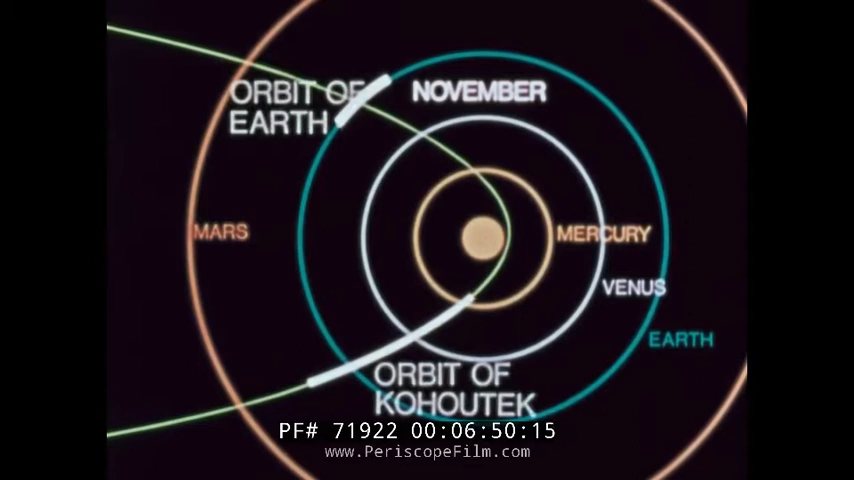 ORBIT OF
EARTH
NOVEMBER
MARS
MERCURY
VENUS
EARTH
ORBIT OF
KOHOUTEK
PF# 71922 00:06:50:15
www.PeriscopeFilm.com